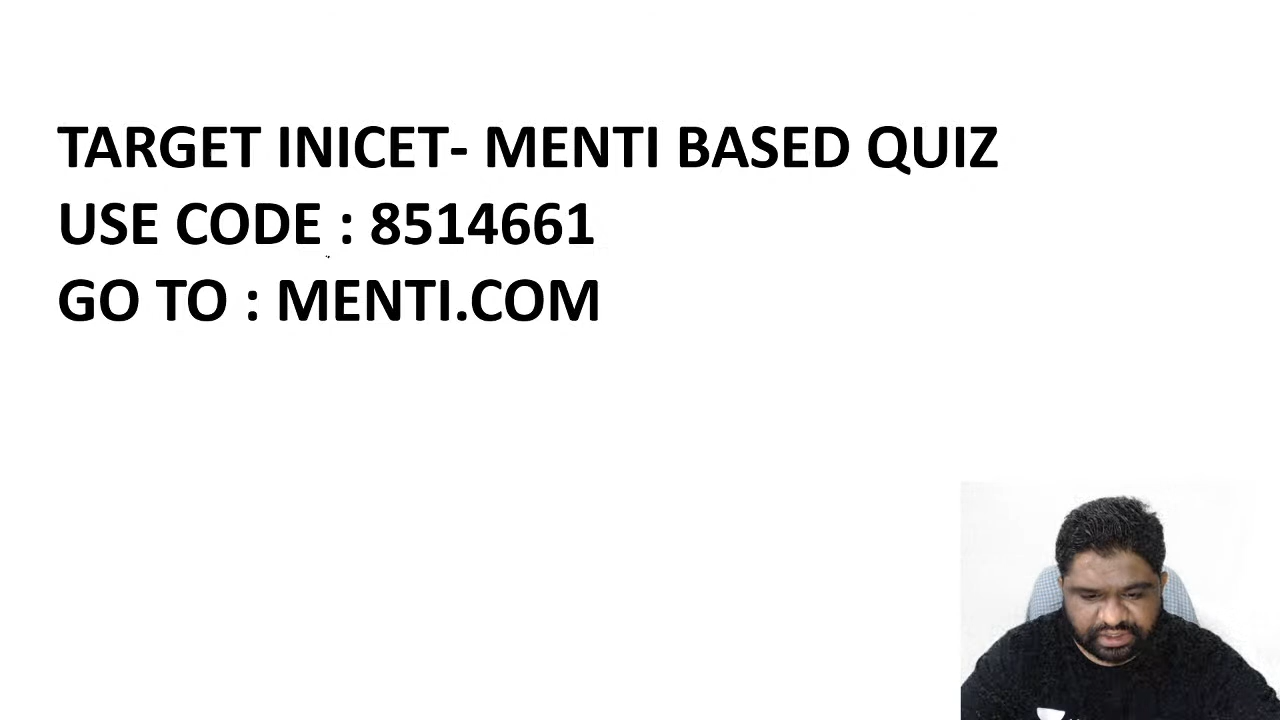 TARGET INICET- MENTI BASED QUIZ
USE CODE : 8514661
GO TO : MENTI.COM